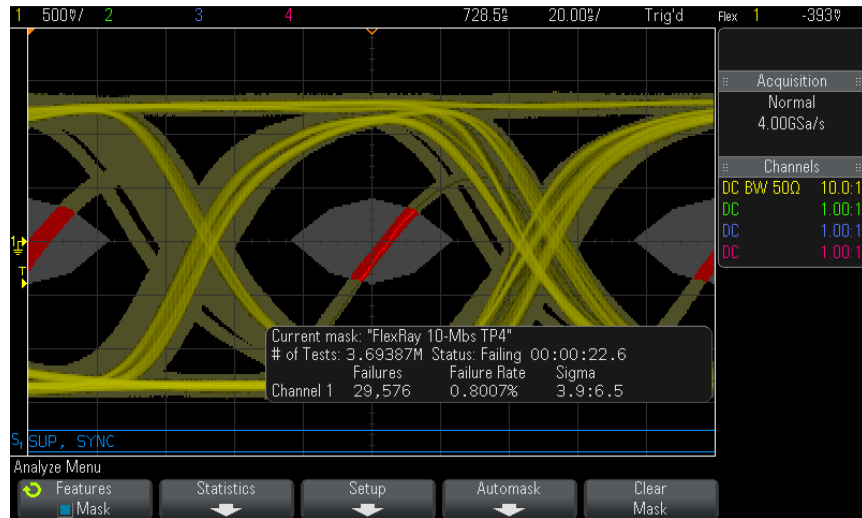 1 500mV/ 2 3 4 728.5ns 20.00ns/ Trig'd Flex 1 -393mV
Acquisition
Normal
4.00GSa/s
Channels
DC BW 50Ω 10.0:1
DC 1.00:1
DC 1.00:1
DC 1.00:1
1
T
Current mask: "FlexRay 10-Mbs TP4"
# of Tests: 3.69387M Status: Failing 00:00:22.6
Failures Failure Rate Sigma
Channel 1 29,576 0.8007% 3.9:6.5
S1 SUP, SYNC
Analyze Menu
Features Statistics Setup Automask Clear
Mask Mask